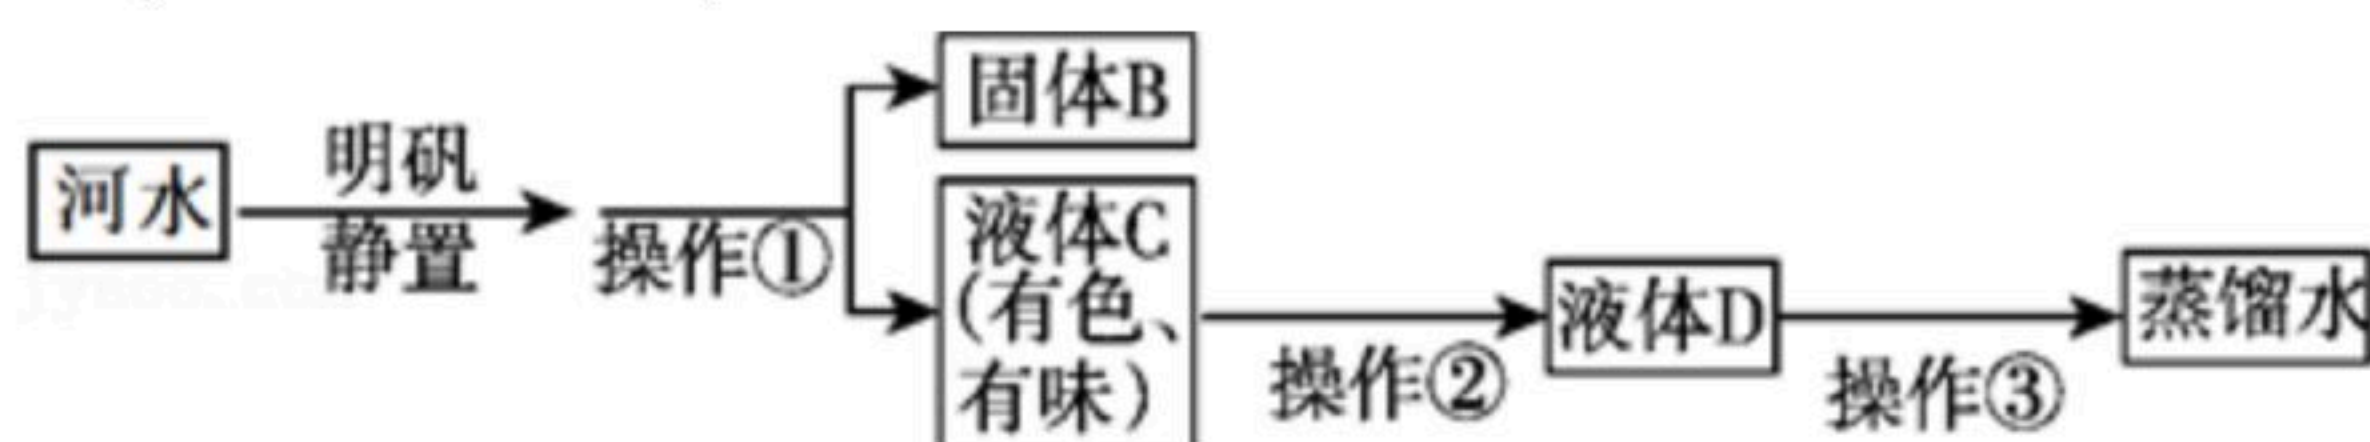 河水
明矾
静置
操作①
固体B
液体C
(有色、
有味)
操作②
液体D
操作③
蒸馏水